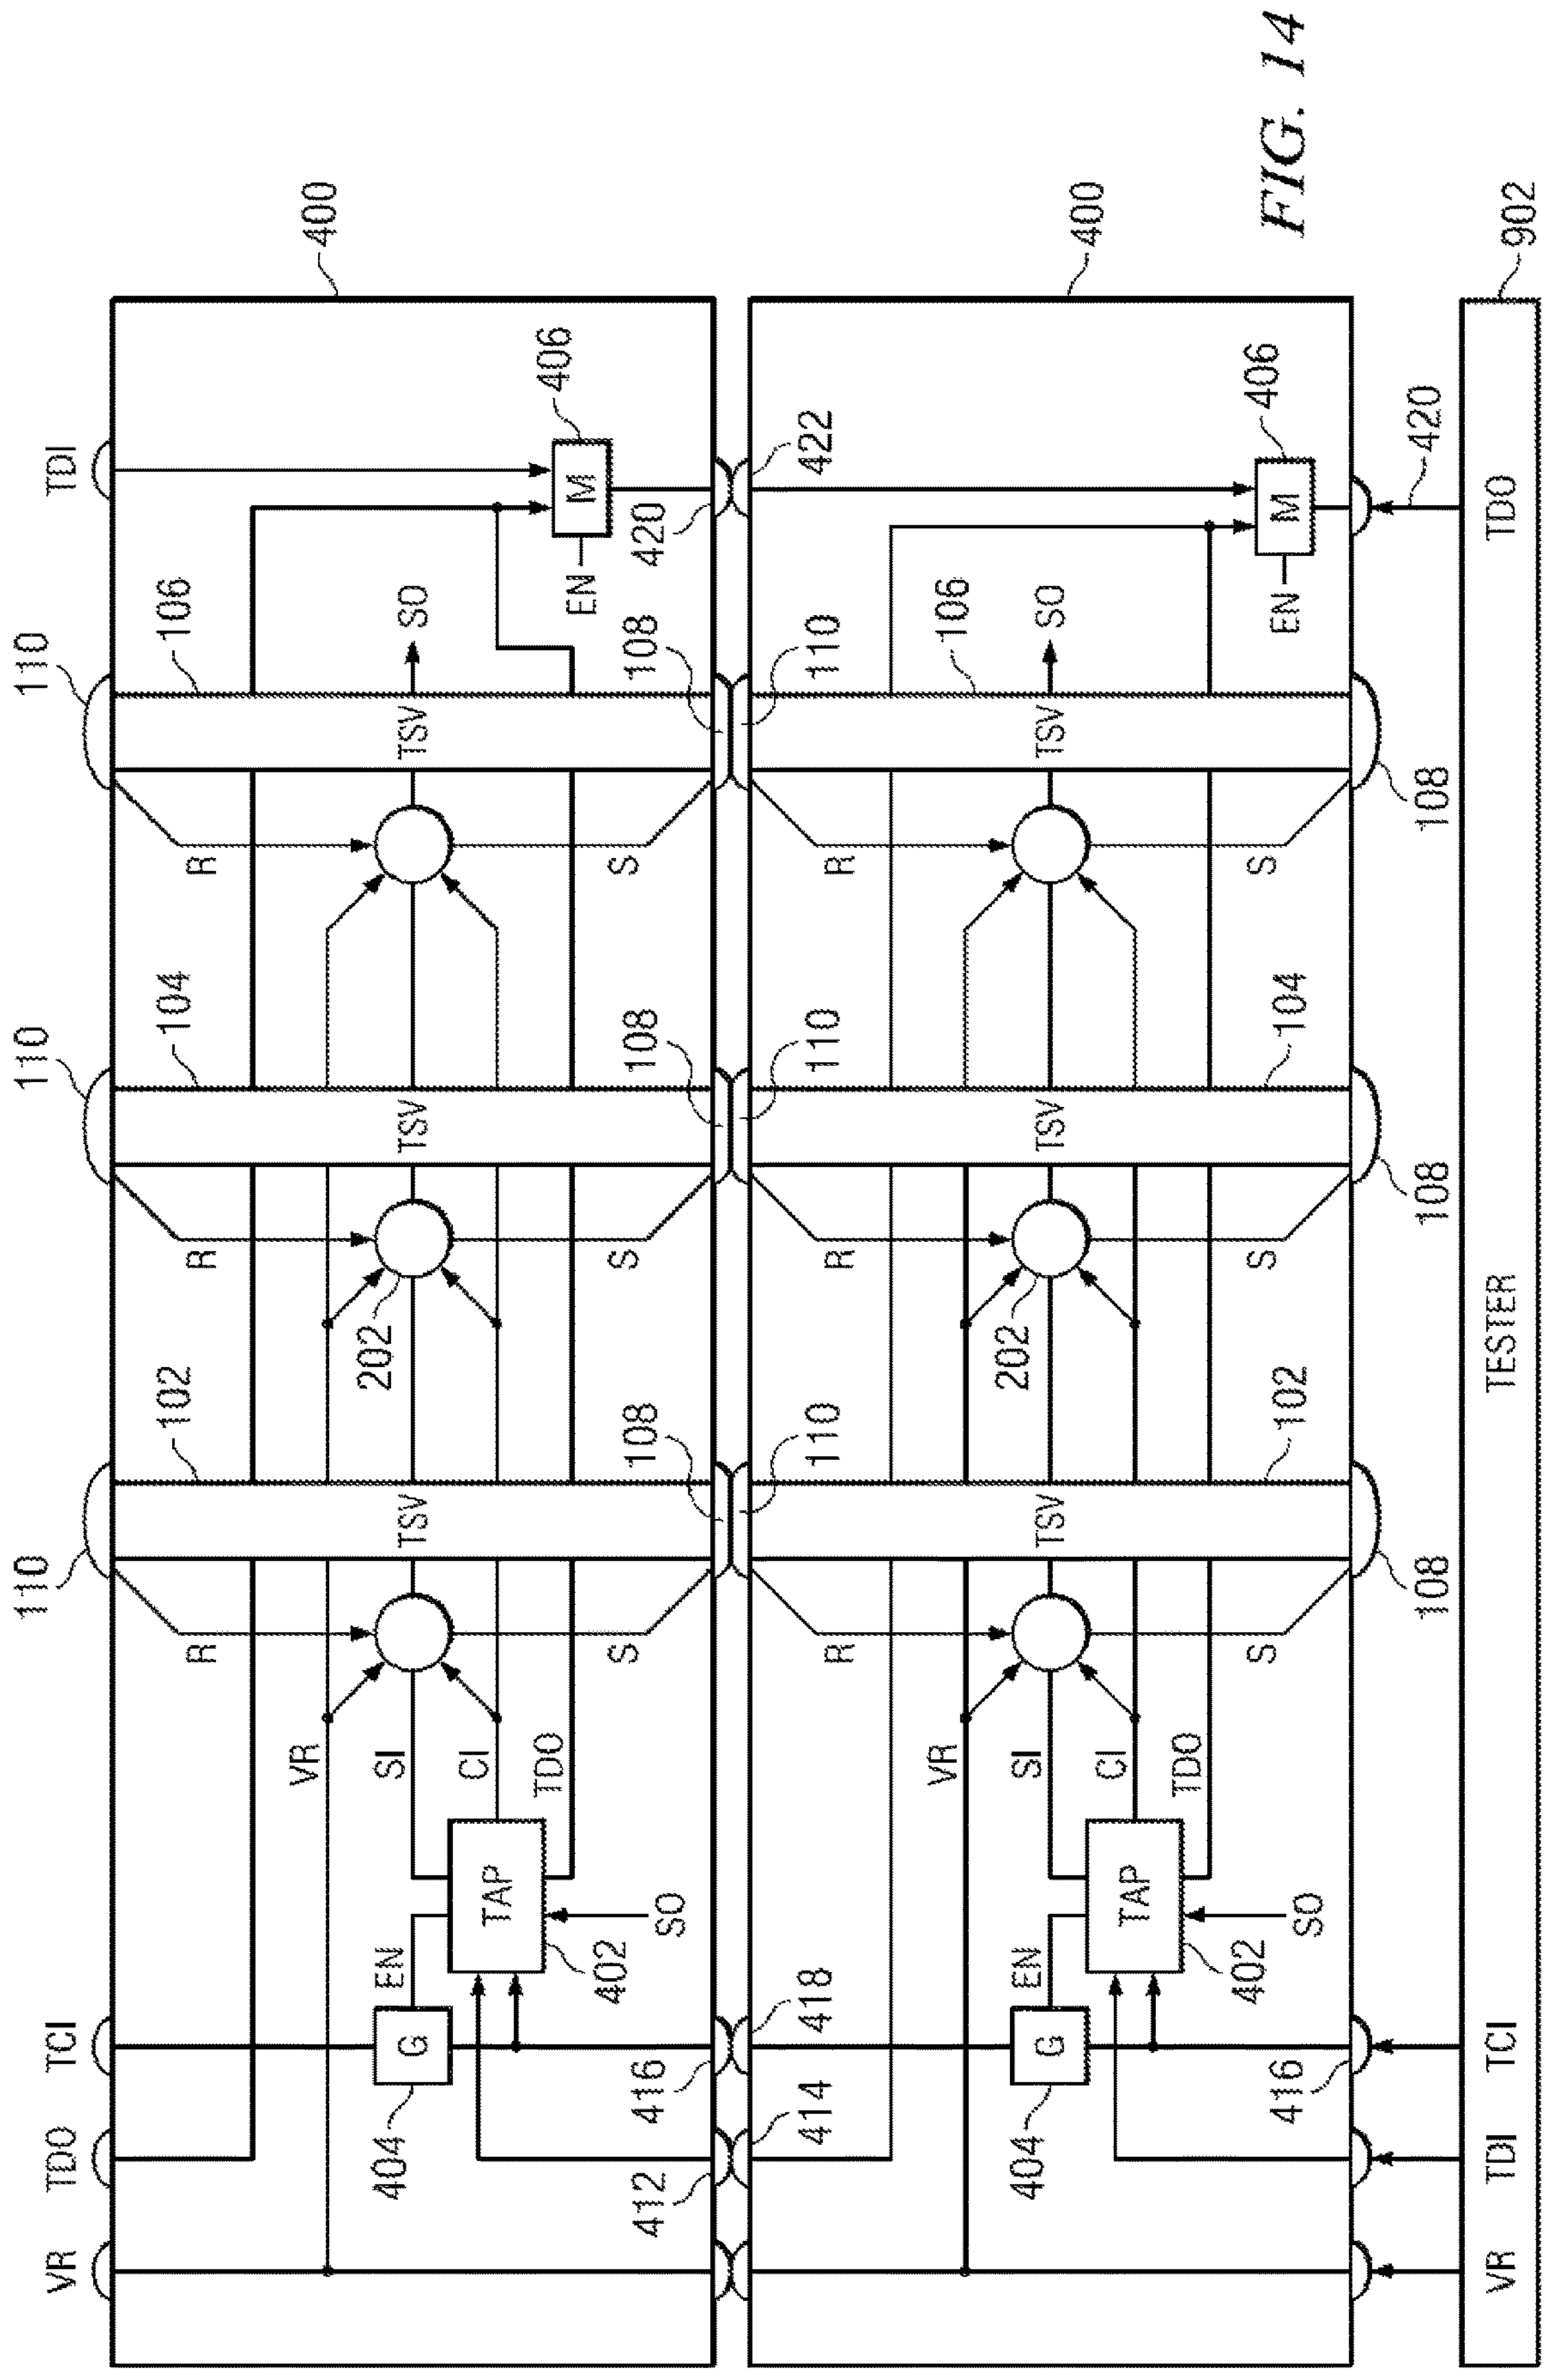 110
110
110
VR
TDO
TCI
TDI
102
104
106
400
R
R
R
VR
SI
CI
TDO
EN
G
404
TAP
402
SO
202
TSV
TSV
TSV
SO
S
S
S
EN
M
406
412
416
108
108
108
420
414
418
110
110
110
422
400
R
R
R
106
VR
SI
CI
TDO
EN
G
404
TAP
402
SO
202
TSV
TSV
TSV
SO
S
S
S
102
104
EN
M
406
416
108
108
108
420
VR
TDI
TCI
TESTER
TDO
902
FIG. 14